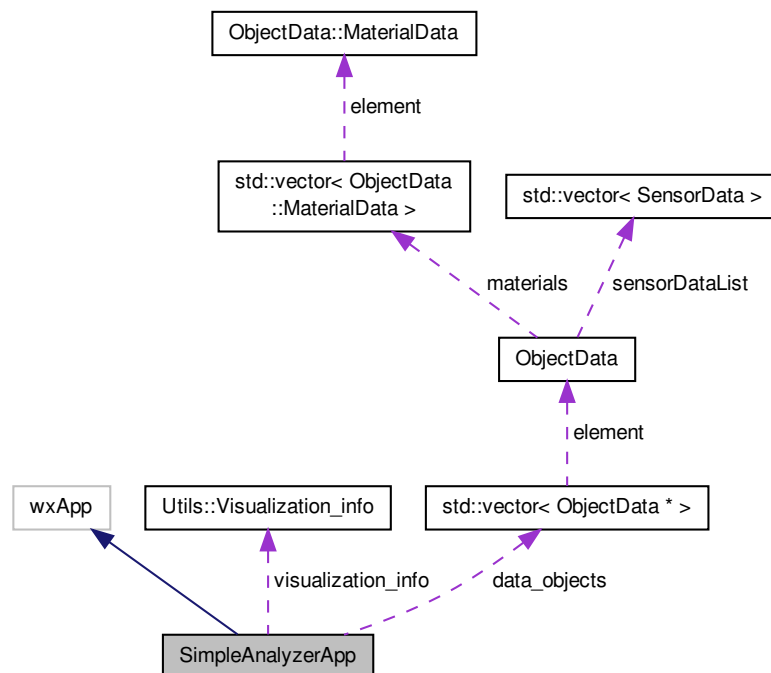 ObjectData::MaterialData
element
std::vector< ObjectData
::MaterialData >
std::vector< SensorData >
materials
sensorDataList
ObjectData
element
wxApp
Utils::Visualization_info
std::vector< ObjectData * >
visualization_info
data_objects
SimpleAnalyzerApp